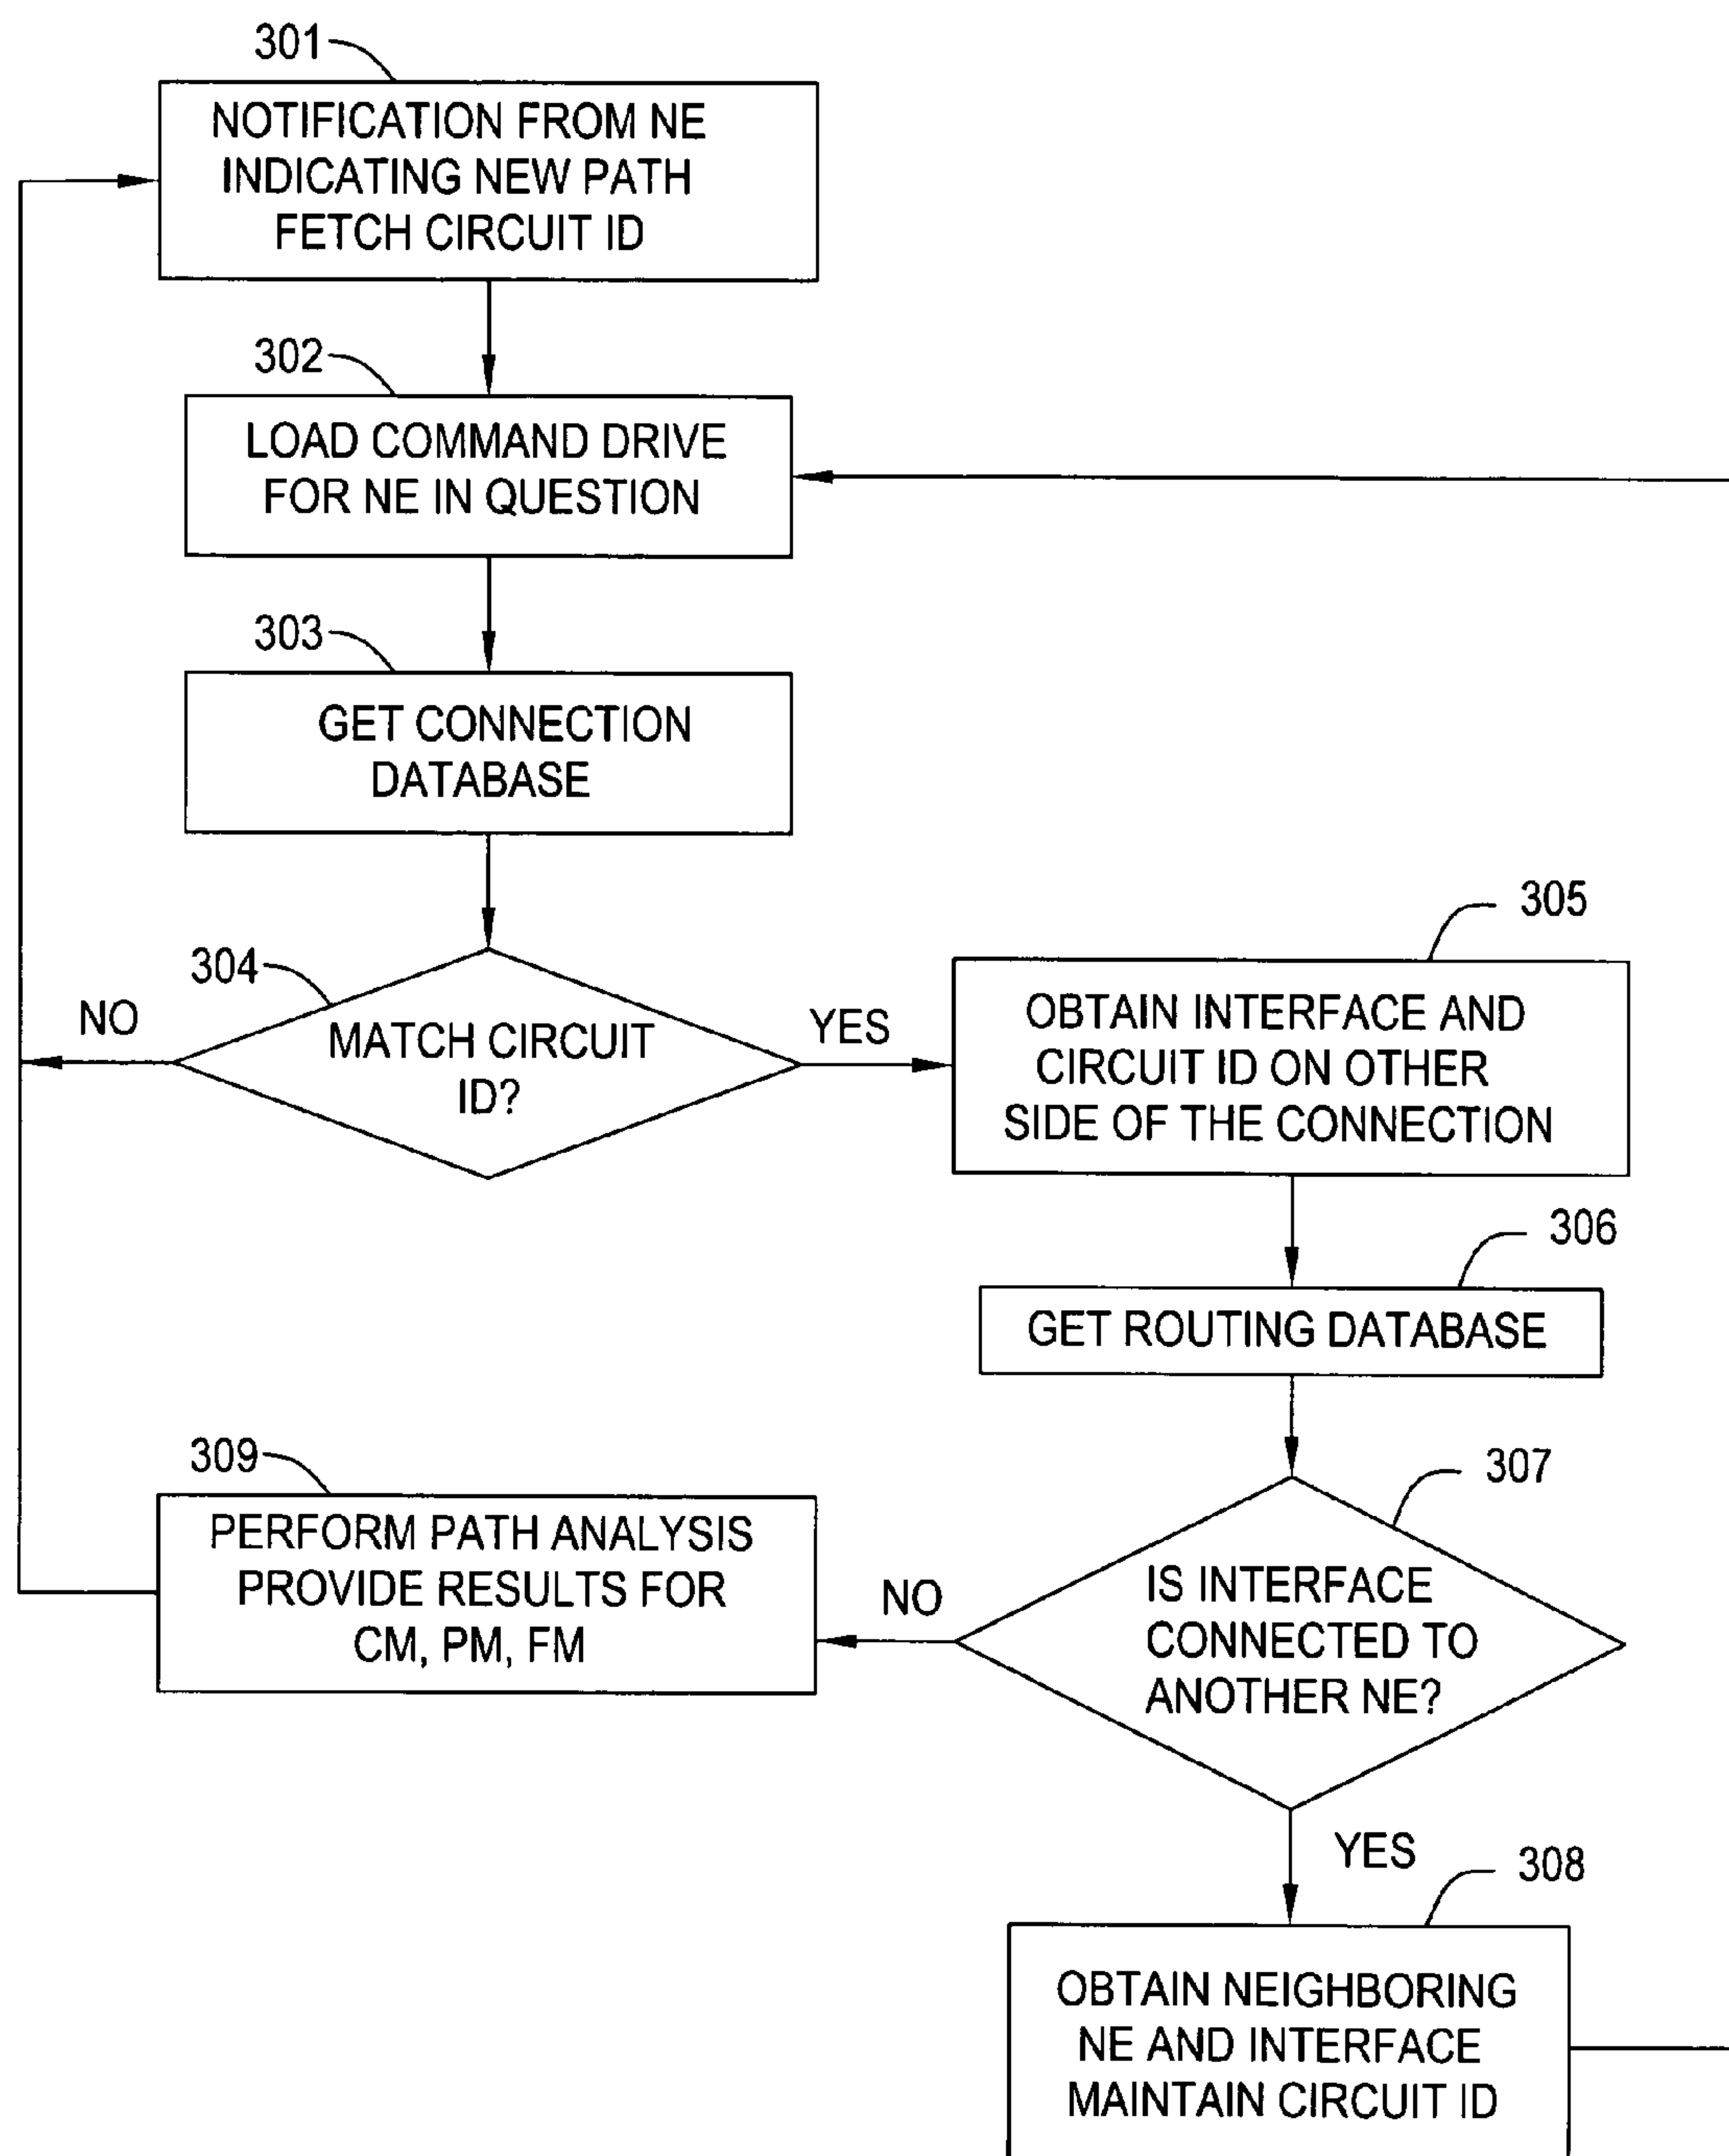 301
NOTIFICATION FROM NE
INDICATING NEW PATH
FETCH CIRCUIT ID
302
LOAD COMMAND DRIVE
FOR NE IN QUESTION
303
GET CONNECTION
DATABASE
304
NO
MATCH CIRCUIT
ID?
YES
305
OBTAIN INTERFACE AND
CIRCUIT ID ON OTHER
SIDE OF THE CONNECTION
306
GET ROUTING DATABASE
307
IS INTERFACE
CONNECTED TO
ANOTHER NE?
NO
309
PERFORM PATH ANALYSIS
PROVIDE RESULTS FOR
CM, PM, FM
YES
308
OBTAIN NEIGHBORING
NE AND INTERFACE
MAINTAIN CIRCUIT ID